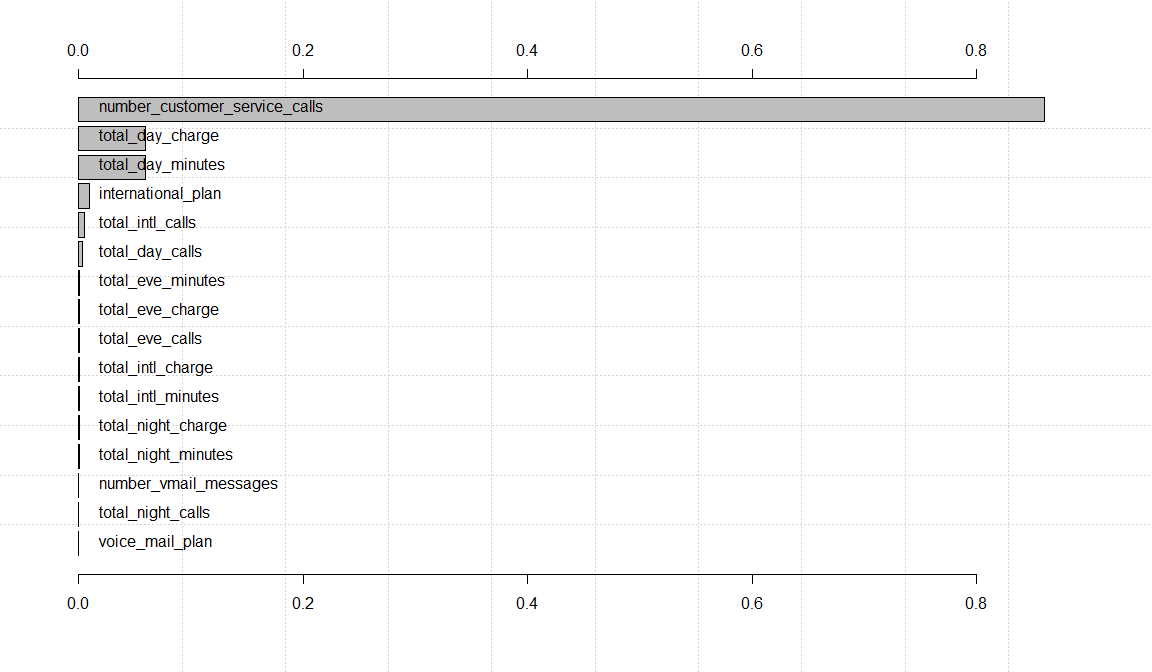 0.0 0.2 0.4 0.6 0.8
number_customer_service_calls
total_day_charge
total_day_minutes
international_plan
total_intl_calls
total_day_calls
total_eve_minutes
total_eve_charge
total_eve_calls
total_intl_charge
total_intl_minutes
total_night_charge
total_night_minutes
number_vmail_messages
total_night_calls
voice_mail_plan
0.0 0.2 0.4 0.6 0.8